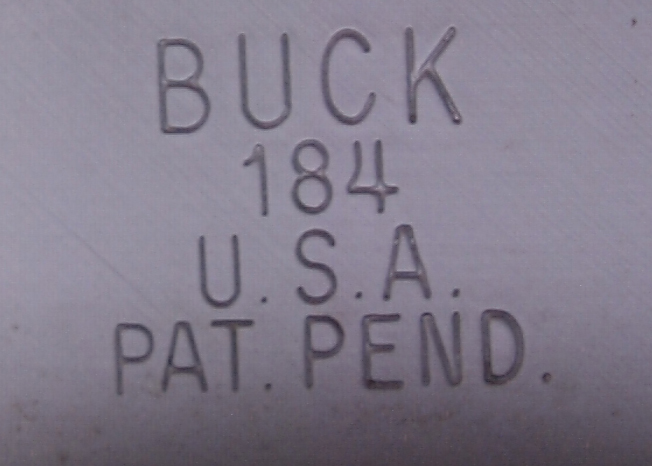 BUCK
184
U.S.A.
PAT. PEND.